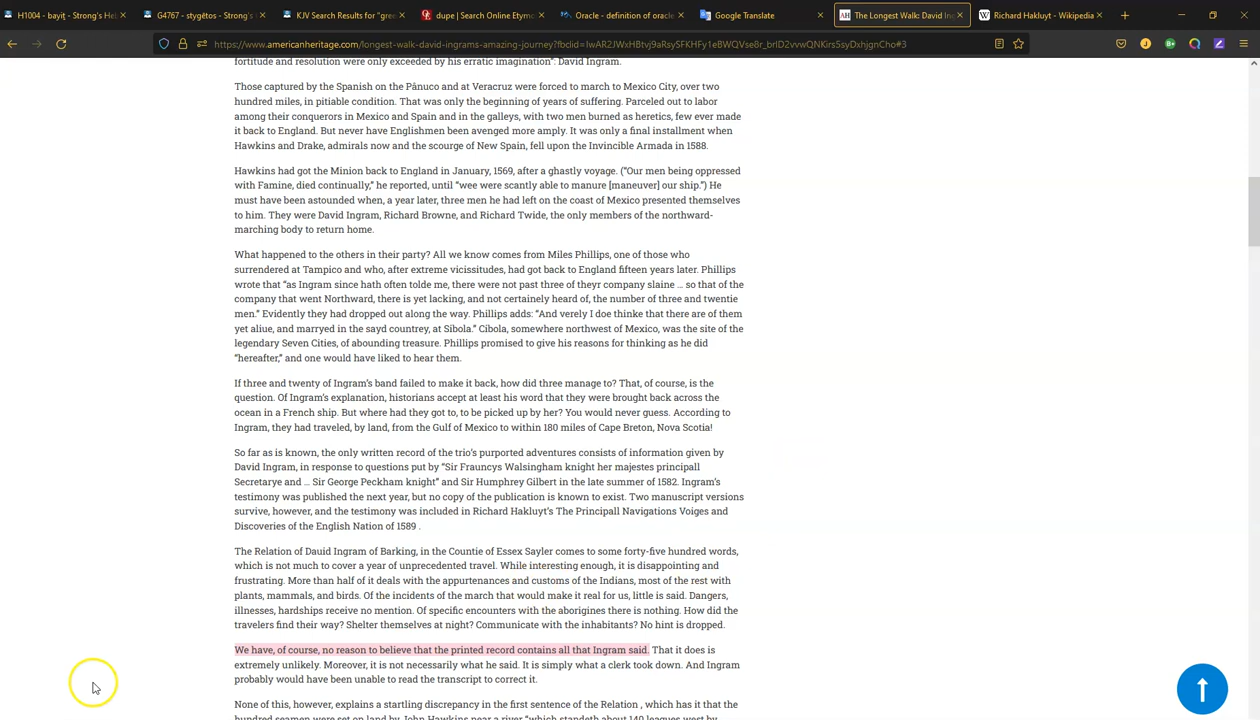 H1004 - bayiṯ - Strong's He
G4767 - stygētos - Strong's
KJV Search Results for "gree
dupe | Search Online Etymo
Oracle - definition of oracle
Google Translate
The Longest Walk: David In
Richard Hakluyt - Wikipedia
https://www.americanheritage.com/longest-walk-david-ingrams-amazing-journey?fbclid=
fortitude and resolution were only exceeded by his erratic imagination": David Ingram.
Those captured by the Spanish on the Pánuco and at Veracruz were forced to march to Mexico City, over two
hundred miles, in pitiable condition. That was only the beginning of years of suffering. Parceled out to labor
among their conquerors in Mexico and Spain and in the galleys, with two men burned as heretics, few ever made
it back to England. But never have Englishmen been avenged more amply. It was only a final installment when
Hawkins and Drake, admirals now and the scourge of New Spain, fell upon the Invincible Armada in 1588.
Hawkins had got the Minion back to England in January, 1569, after a ghastly voyage. ("Our men being oppressed
with Famine, died continually," he reported, until "wee were scantly able to manure [maneuver] our ship.") He
must have been astounded when, a year later, three men he had left on the coast of Mexico presented themselves
to him. They were David Ingram, Richard Browne, and Richard Twide, the only members of the northward-
marching body to return home.
What happened to the others in their party? All we know comes from Miles Phillips, one of those who
surrendered at Tampico and who, after extreme vicissitudes, had got back to England fifteen years later. Phillips
wrote that "as Ingram since hath often tolde me, there were not past three of theyr company slaine … so that of the
company that went Northward, there is yet lacking, and not certainely heard of, the number of three and twentie
men." Evidently they had dropped out along the way. Phillips adds: "And verely I doe thinke that there are of them
yet aliue, and marryed in the sayd countrey, at Sibola." Cibola, somewhere northwest of Mexico, was the site of the
legendary Seven Cities, of abounding treasure. Phillips promised to give his reasons for thinking as he did
"hereafter," and one would have liked to hear them.
If three and twenty of Ingram's band failed to make it back, how did three manage to? That, of course, is the
question. Of Ingram's explanation, historians accept at least his word that they were brought back across the
ocean in a French ship. But where had they got to, to be picked up by her? You would never guess. According to
Ingram, they had traveled, by land, from the Gulf of Mexico to within 180 miles of Cape Breton, Nova Scotia!
So far as is known, the only written record of the trio's purported adventures consists of information given by
David Ingram, in response to questions put by "Sir Frauncys Walsingham knight her majestes principall
Secretarye and … Sir George Peckham knight" and Sir Humphrey Gilbert in the late summer of 1582. Ingram's
testimony was published the next year, but no copy of the publication is known to exist. Two manuscript versions
survive, however, and the testimony was included in Richard Hakluyt's The Principall Navigations Voiges and
Discoveries of the English Nation of 1589 .
The Relation of Dauid Ingram of Barking, in the Countie of Essex Sayler comes to some forty-five hundred words,
which is not much to cover a year of unprecedented travel. While interesting enough, it is disappointing and
frustrating. More than half of it deals with the appurtenances and customs of the Indians, most of the rest with
plants, mammals, and birds. Of the incidents of the march that would make it real for us, little is said. Dangers,
illnesses, hardships receive no mention. Of specific encounters with the aborigines there is nothing. How did the
travelers find their way? Shelter themselves at night? Communicate with the inhabitants? No hint is dropped.
We have, of course, no reason to believe that the printed record contains all that Ingram said. That it does is
extremely unlikely. Moreover, it is not necessarily what he said. It is simply what a clerk took down. And Ingram
probably would have been unable to read the transcript to correct it.
None of this, however, explains a startling discrepancy in the first sentence of the Relation , which has it that the
hundred seamen were set on land by John Hawkins near a river "which standeth about 140 leagues west by